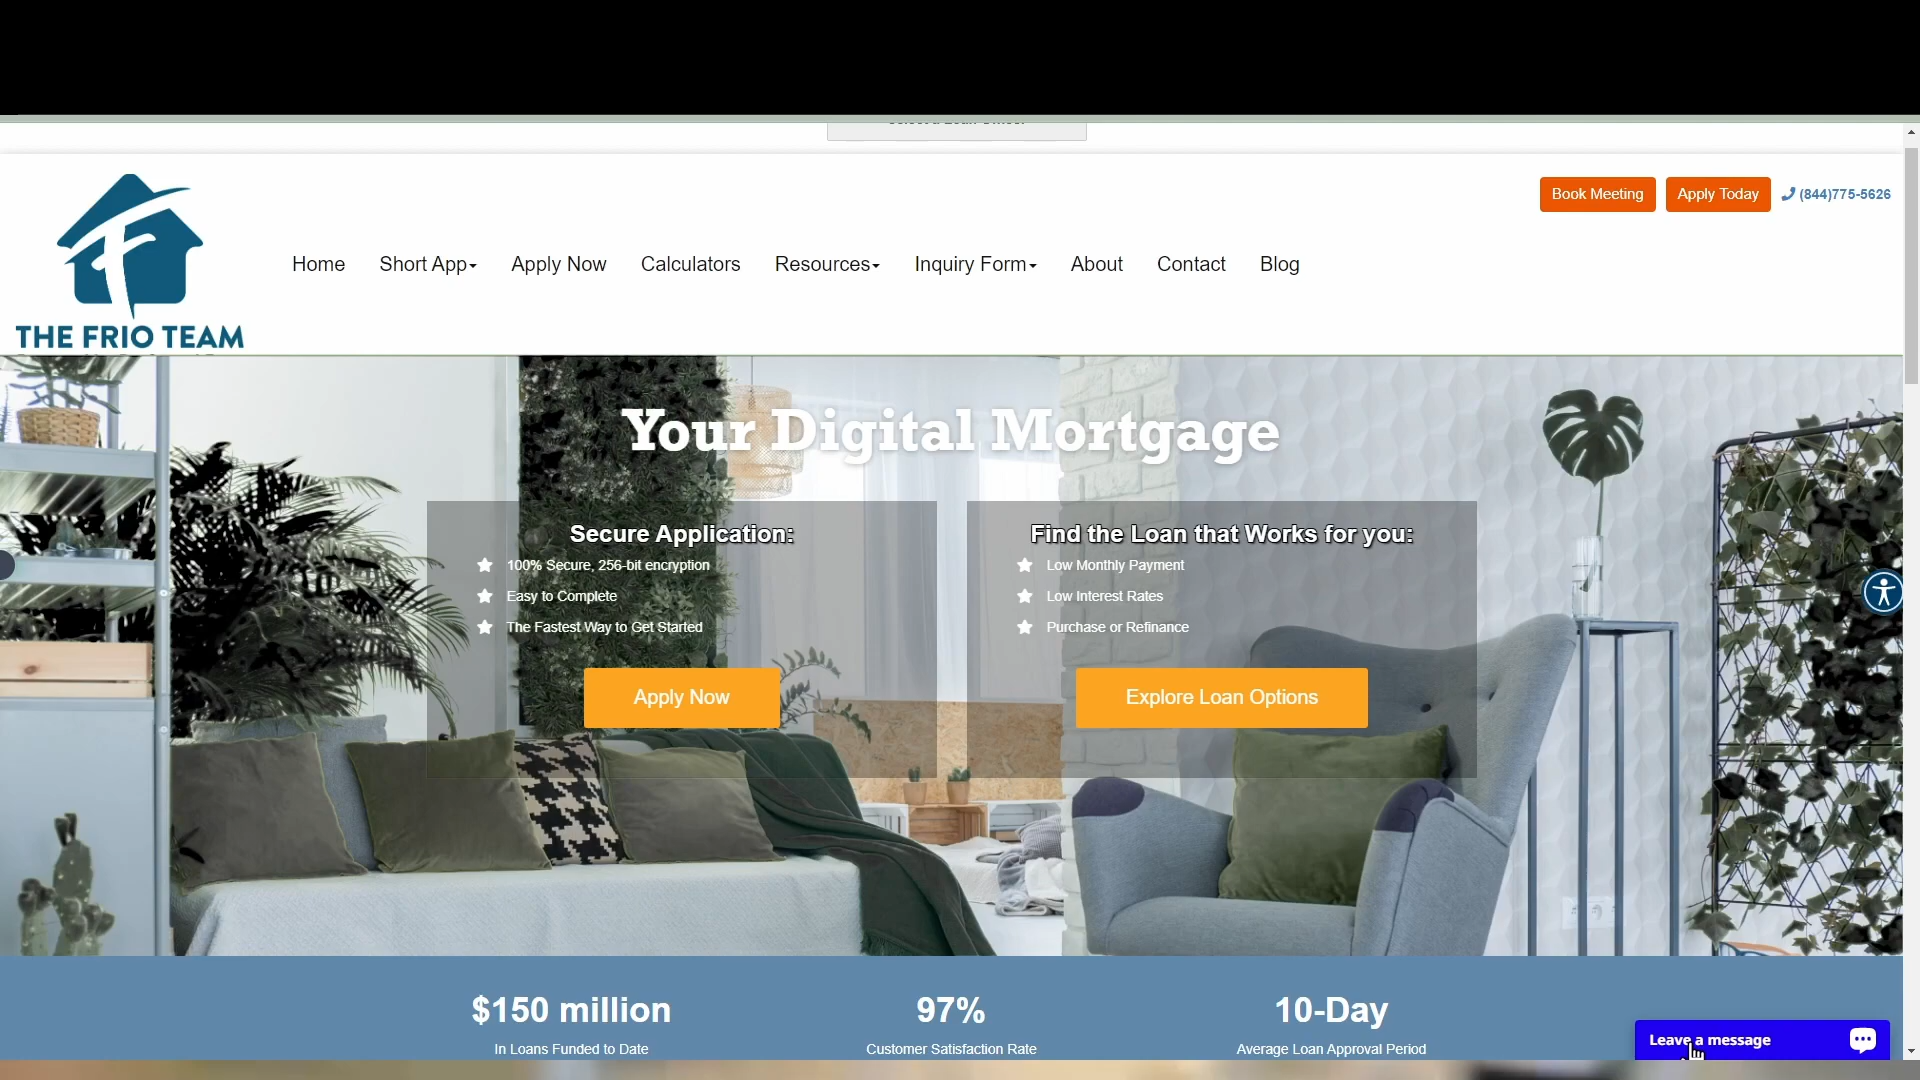 Book Meeting
Apply Today
(844)775-5626
Home
Short App
Apply Now
Calculators
Resources
Inquiry Form
About
Contact
Blog
THE FRIO TEAM
Your Digital Mortgage
Secure Application:
100% Secure, 256-bit encryption
Easy to Complete
The Fastest Way to Get Started
Apply Now
Find the Loan that Works for you:
Low Monthly Payment
Low Interest Rates
Purchase or Refinance
Explore Loan Options
$150 million
In Loans Funded to Date
97%
Customer Satisfaction Rate
10-Day
Average Loan Approval Period
Leave a message